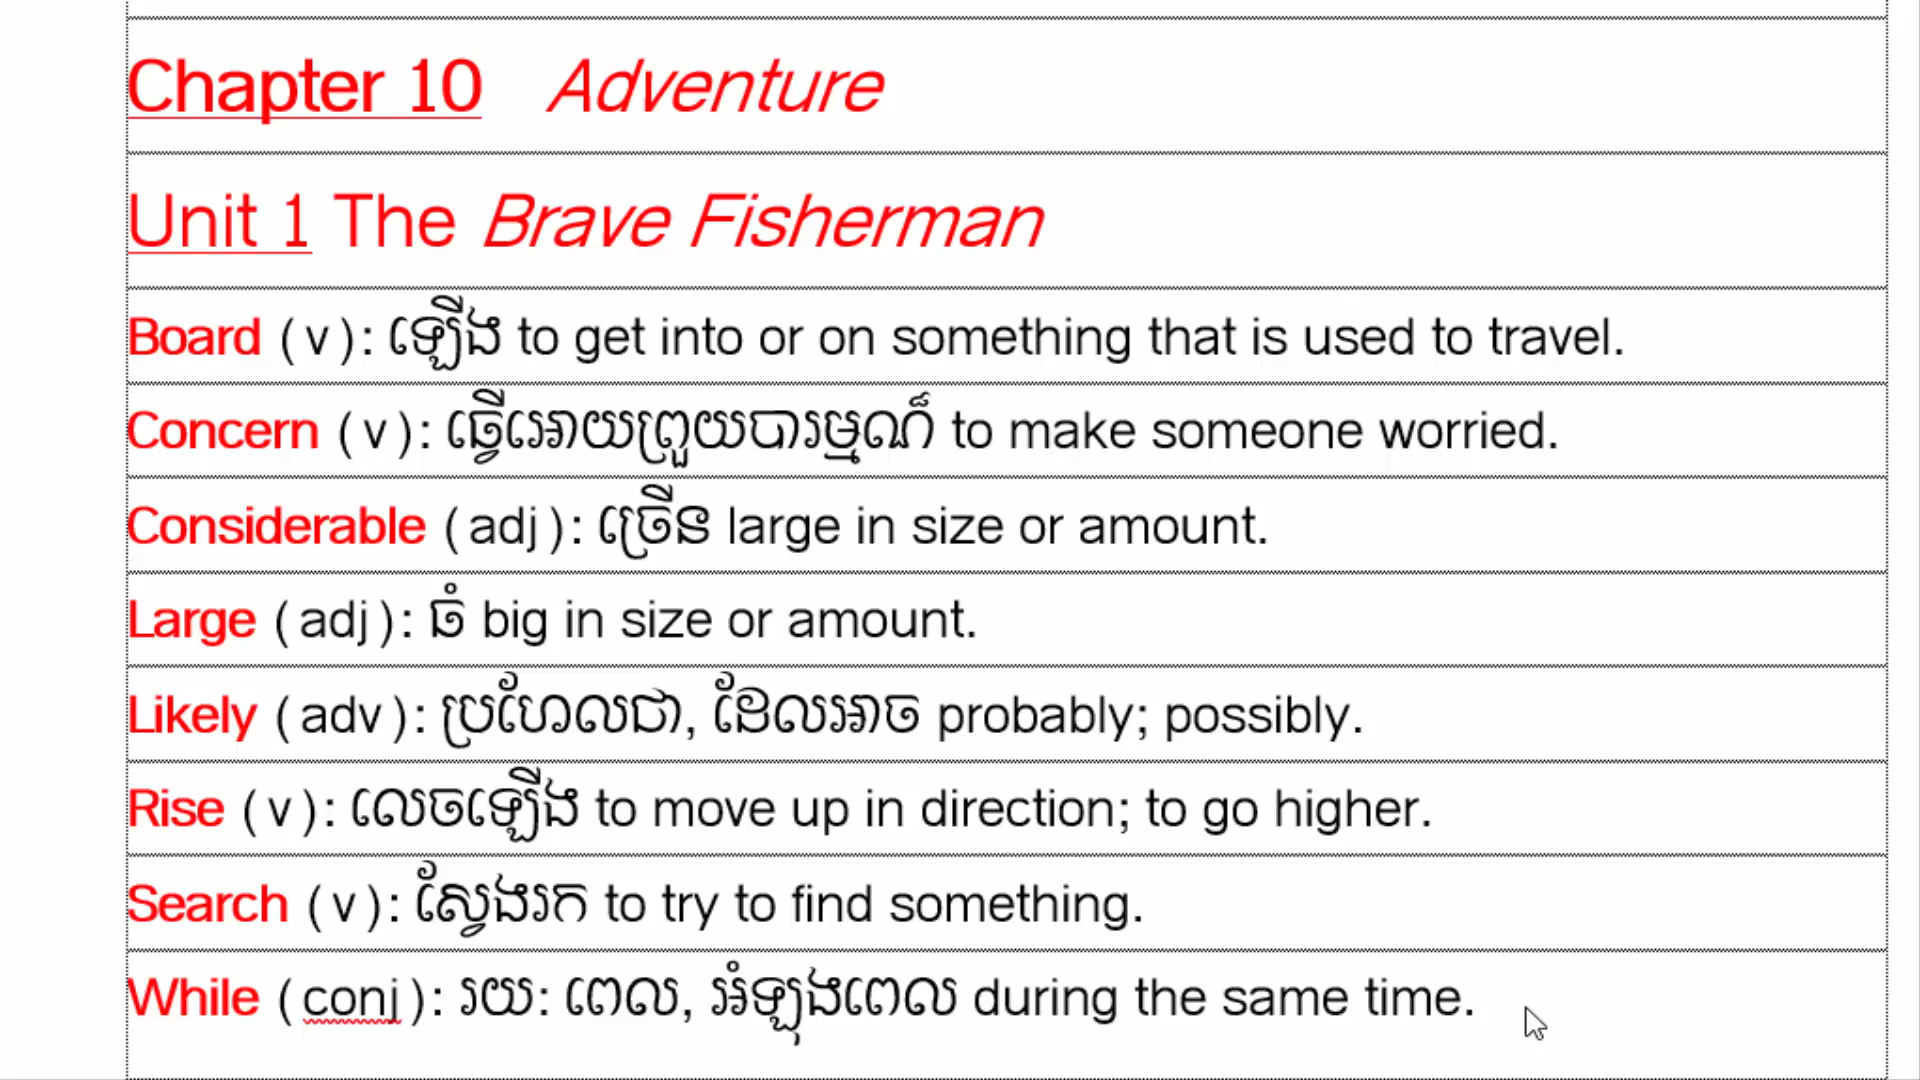 Chapter 10 Adventure
Unit 1 The Brave Fisherman
Board (v): ឡើង to get into or on something that is used to travel.
Concern (v): ធ្វើអោយព្រួយបារម្មណ៏ to make someone worried.
Considerable (adj): ច្រើន large in size or amount.
Large (adj): ធំ big in size or amount.
Likely (adv): ប្រហែលជា, ដែលអាច probably; possibly.
Rise (v): លេចឡើង to move up in direction; to go higher.
Search (v): ស្វែងរក to try to find something.
While (conj): រយ: ពេល, អំឡុងពេល during the same time.